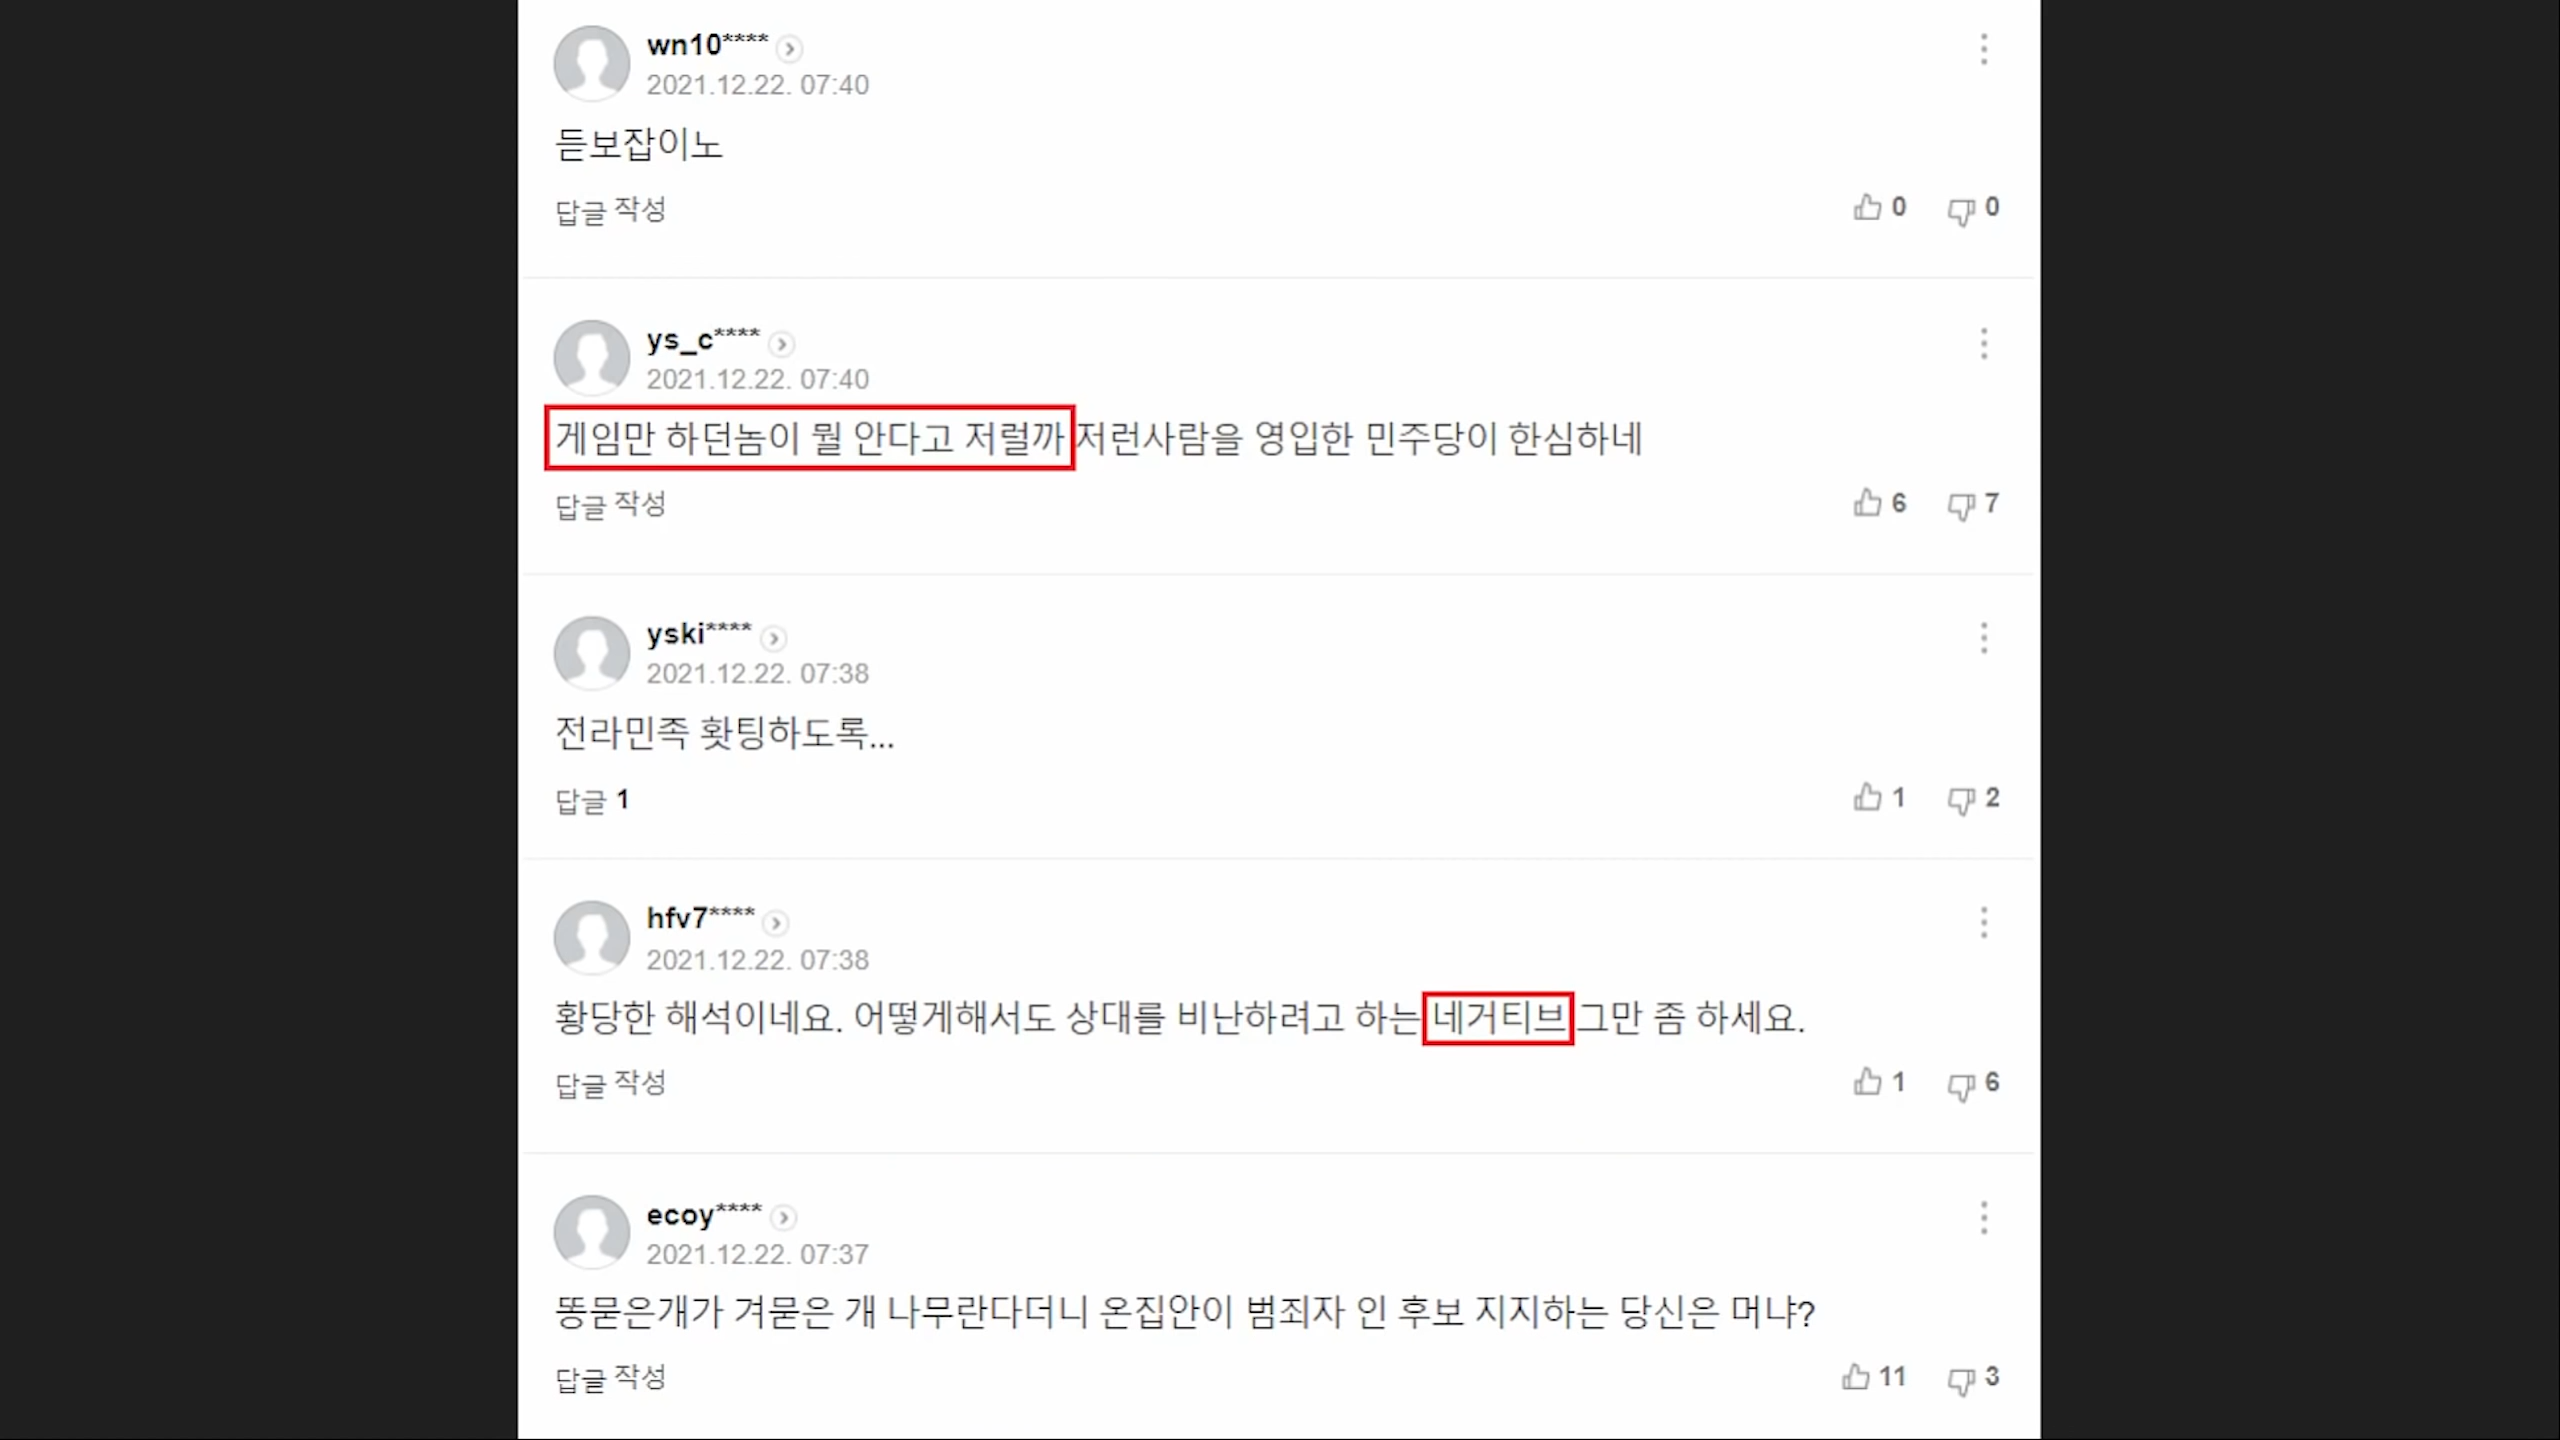 wn10****
2021.12.22. 07:40
듣보잡이노
답글 작성
0 0
ys_c****
2021.12.22. 07:40
게임만 하던놈이 뭘 안다고 저럴까 저런사람을 영입한 민주당이 한심하네
답글 작성
6 7
yski****
2021.12.22. 07:38
전라민족 홧팅하도록...
답글 1
1 2
hfv7****
2021.12.22. 07:38
황당한 해석이네요. 어떻게해서도 상대를 비난하려고 하는 네거티브 그만 좀 하세요.
답글 작성
1 6
ecoy****
2021.12.22. 07:37
똥묻은개가 겨묻은 개 나무란다더니 온집안이 범죄자 인 후보 지지하는 당신은 머냐?
답글 작성
11 3